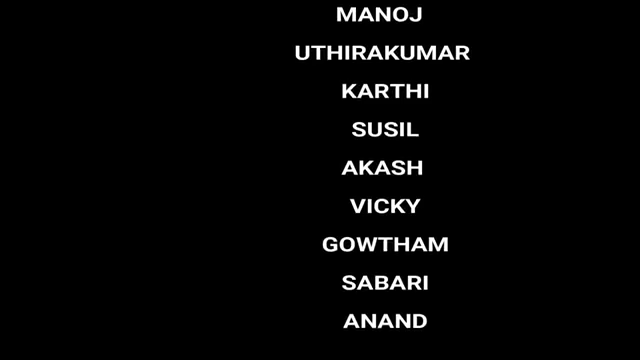 MANOJ
UTHIRAKUMAR
KARTHI
SUSIL
AKASH
VICKY
GOWTHAM
SABARI
ANAND